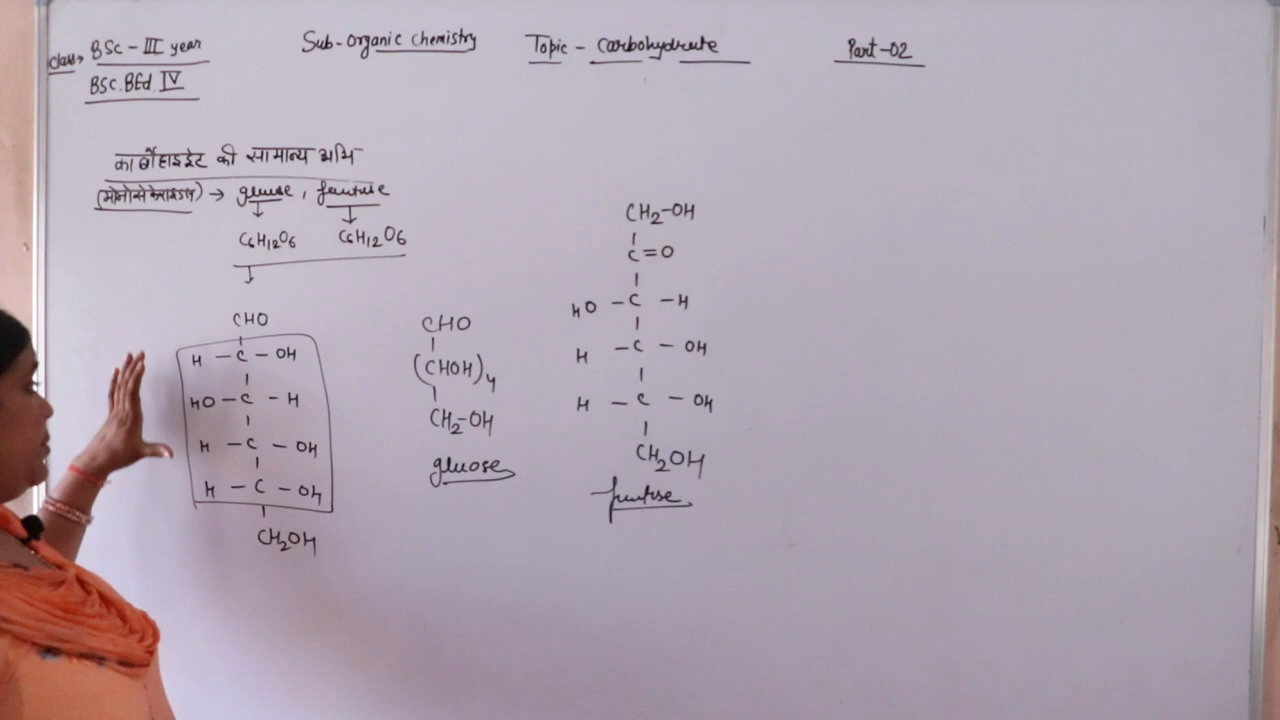 class → BSc - III year
BSc. BEd. IV
Sub- Organic chemistry
Topic - Carbohydrate
Part-02
कार्बोहाइड्रेट की सामान्य अभि
(मोनोसेकेराइडस) → glucose, fructose
↓ ↓
C6H12O6 C6H12O6
↓
CHO
H - C - OH
HO - C - H
H - C - OH
H - C - OH
CH2OH
CHO
(CHOH)4
CH2-OH
gluose
CH2-OH
C=O
HO - C - H
H - C - OH
H - C - OH
CH2OH
fructose